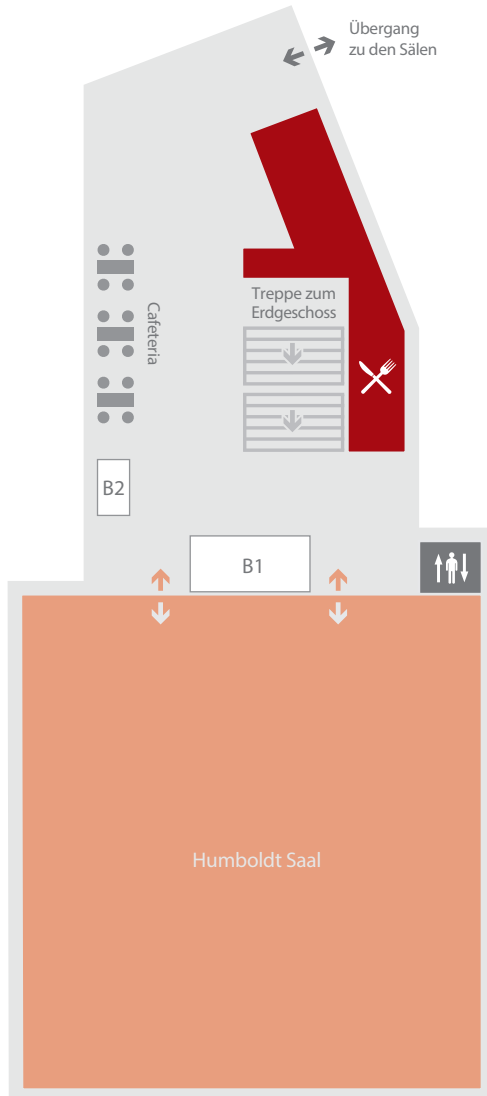 Übergang
zu den Sälen
Treppe zum
Erdgeschoss
Cafeteria
B2
B1
Humboldt Saal